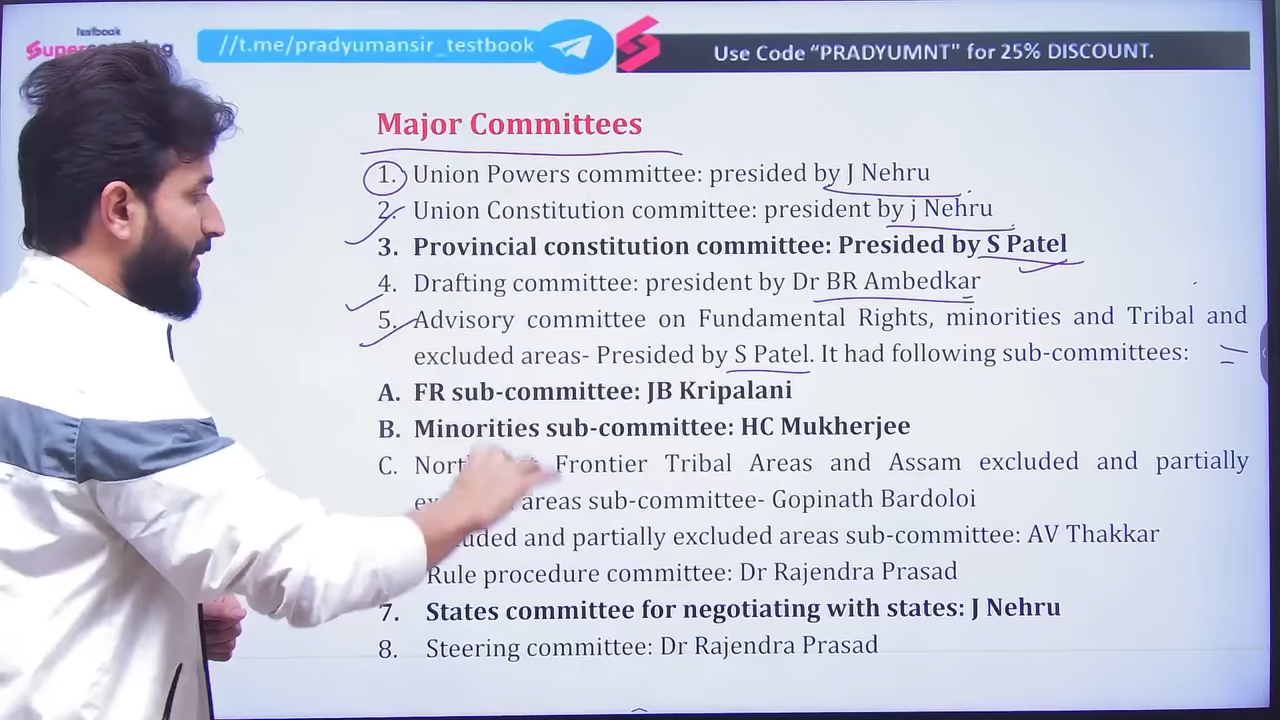 testbook
Super
//t.me/pradyumansir_testbook
Use Code “PRADYUMNT" for 25% DISCOUNT.
Major Committees
1. Union Powers committee: presided by J Nehru
2. Union Constitution committee: president by j Nehru
3. Provincial constitution committee: Presided by S Patel
4. Drafting committee: president by Dr BR Ambedkar
5. Advisory committee on Fundamental Rights, minorities and Tribal and
excluded areas- Presided by S Patel. It had following sub-committees:
A. FR sub-committee: JB Kripalani
B. Minorities sub-committee: HC Mukherjee
C. Frontier Tribal Areas and Assam excluded and partially
areas sub-committee- Gopinath Bardoloi
and partially excluded areas sub-committee: AV Thakkar
Rule procedure committee: Dr Rajendra Prasad
7. States committee for negotiating with states: J Nehru
8. Steering committee: Dr Rajendra Prasad